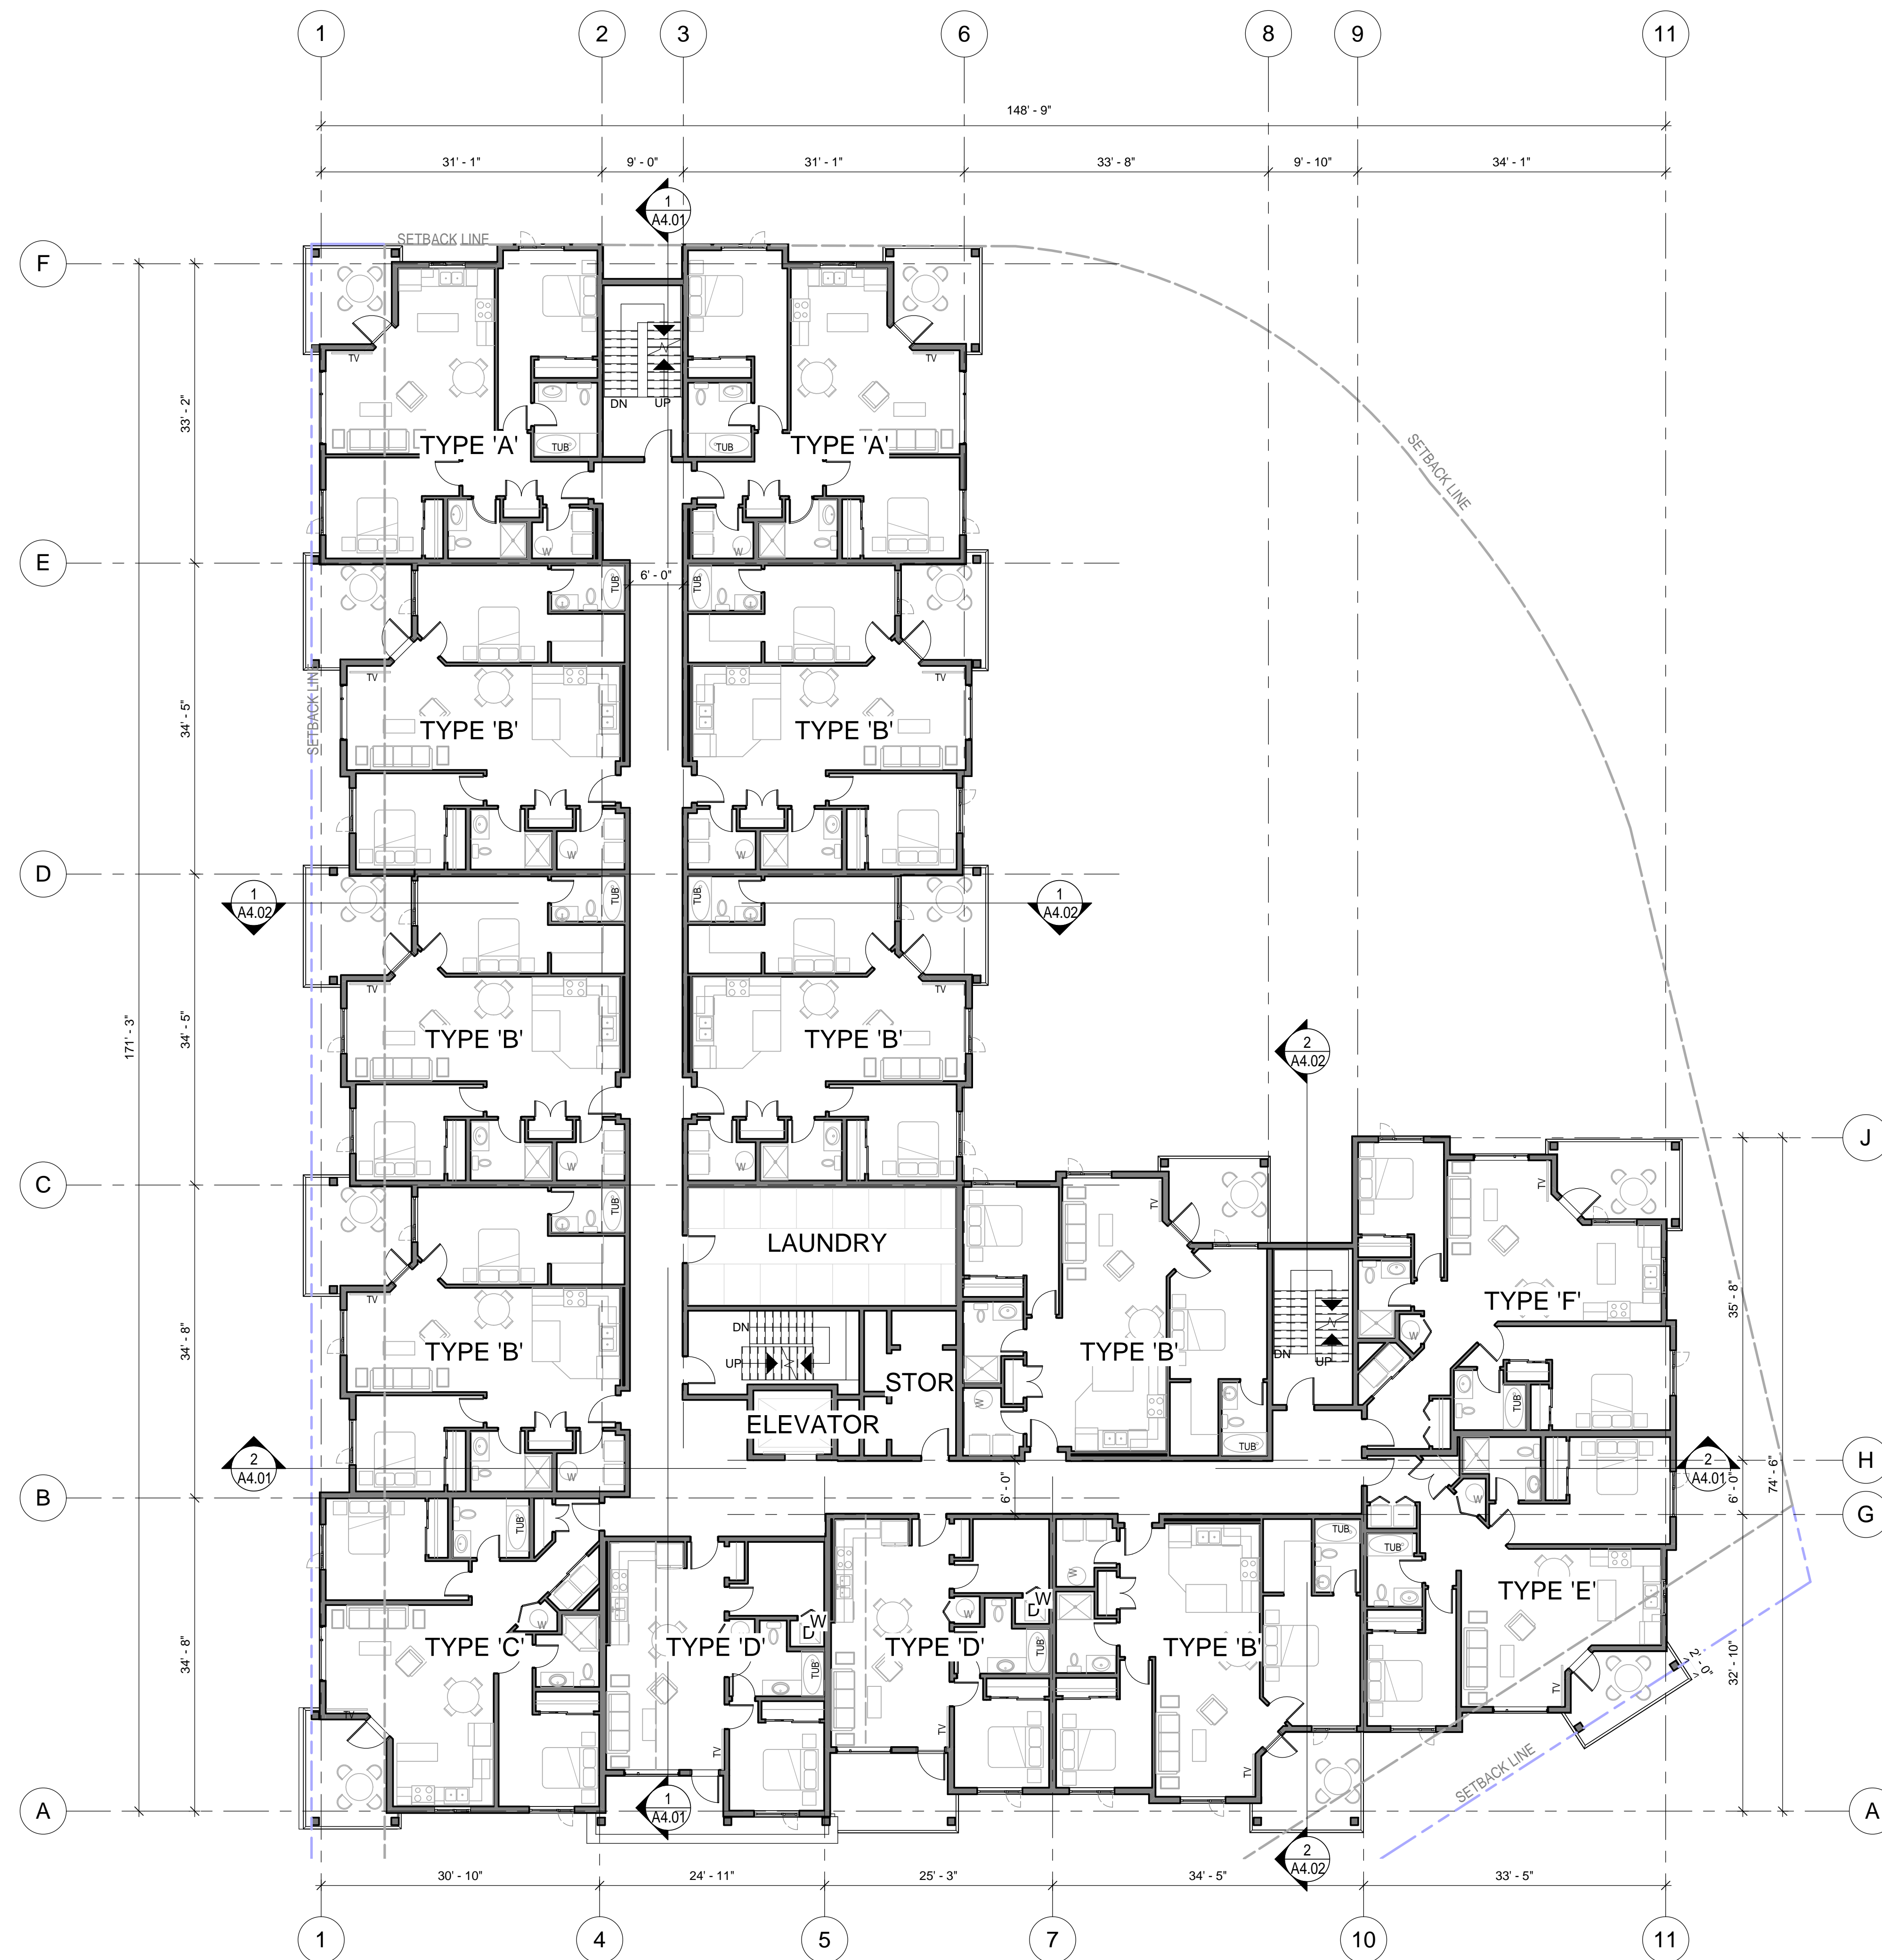 1 2 3 6 8 9 11
148' - 9"
31' - 1" 9' - 0" 31' - 1" 33' - 8" 9' - 10" 34' - 1"
1
A4.01
SETBACK LINE
F
TV TV
33' - 2"
DN UP
SETBACK LINE
TYPE 'A' TYPE 'A'
TUB TUB
W W
E
6' - 0"
TUB TUB
TV TV
SETBACK LINE
34' - 5"
TYPE 'B' TYPE 'B'
W W
D
1
A4.02
1
A4.02
TUB TUB
TV TV
171' - 3"
34' - 5"
TYPE 'B' TYPE 'B'
2
A4.02
J
W W
C
TUB
TV
TV
LAUNDRY
TV
35' - 8"
TYPE 'F'
34' - 8"
DN
UP
TYPE 'B' TYPE 'B'
W
DN UP
STOR
ELEVATOR
W
TUB
TUB
2
A4.01
2
A4.01
H
W
B
6' - 0"
6' - 0"
74' - 6"
W
G
TUB
TUB
TUB
W
TYPE 'E'
W
W
D
W
W
D
34' - 8"
TYPE 'C' TYPE 'D' TYPE 'D' TYPE 'B'
TUB
TUB
2' - 0"
32' - 10"
TV
TV
TV
TV
TV
SETBACK LINE
1
A4.01
A A
2
A4.02
30' - 10" 24' - 11" 25' - 3" 34' - 5" 33' - 5"
1 4 5 7 10 11